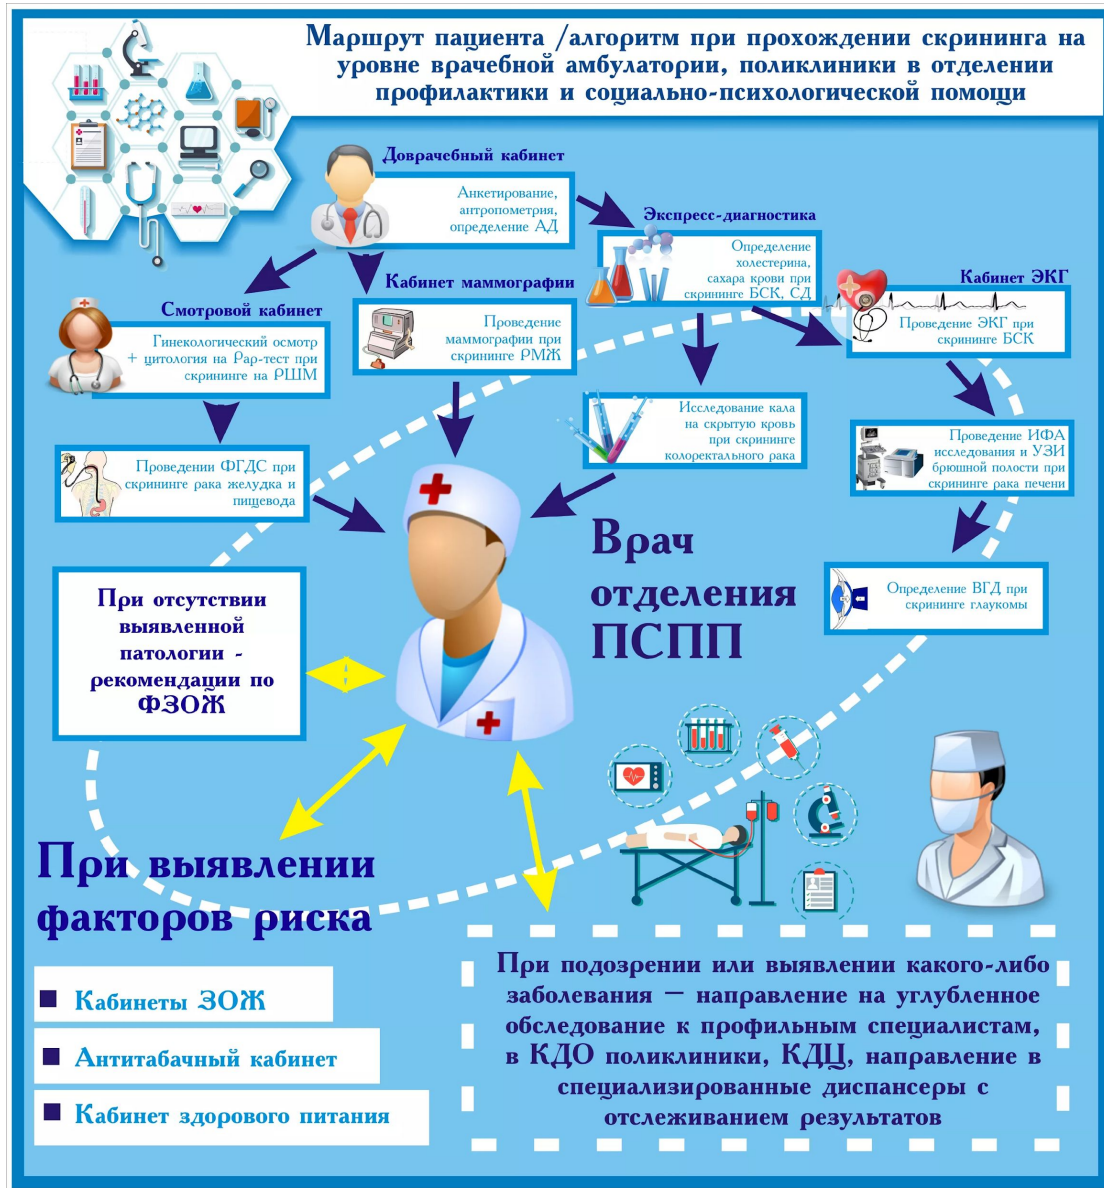 Маршрут пациента /алгоритм при прохождении скрининга на
уровне врачебной амбулатории, поликлиники в отделении
профилактики и социально-психологической помощи
Доврачебный кабинет
Анкетирование,
антропометрия,
определение АД
Экспресс-диагностика
Определение
холестерина,
сахара крови при
скрининге БСК, СД
Кабинет ЭКГ
Проведение ЭКГ при
скрининге БСК
Смотровой кабинет
Гинекологический осмотр
+ цитология на Pap-тест при
скрининге на РШМ
Кабинет маммографии
Проведение
маммографии при
скрининге РМЖ
Исследование кала
на скрытую кровь
при скрининге
колоректального рака
Проведение ИФА
исследования и УЗИ
брюшной полости при
скрининге рака печени
Проведении ФГДС при
скрининге рака желудка и
пищевода
Определение ВГД при
скрининге глаукомы
Врач
отделения
ПСПП
При отсутствии
выявленной
патологии -
рекомендации по
ФЗОЖ
При выявлении
факторов риска
Кабинеты ЗОЖ
Антитабачный кабинет
Кабинет здорового питания
При подозрении или выявлении какого-либо
заболевания — направление на углубленное
обследование к профильным специалистам,
в КДО поликлиники, КДЦ, направление в
специализированные диспансеры с
отслеживанием результатов